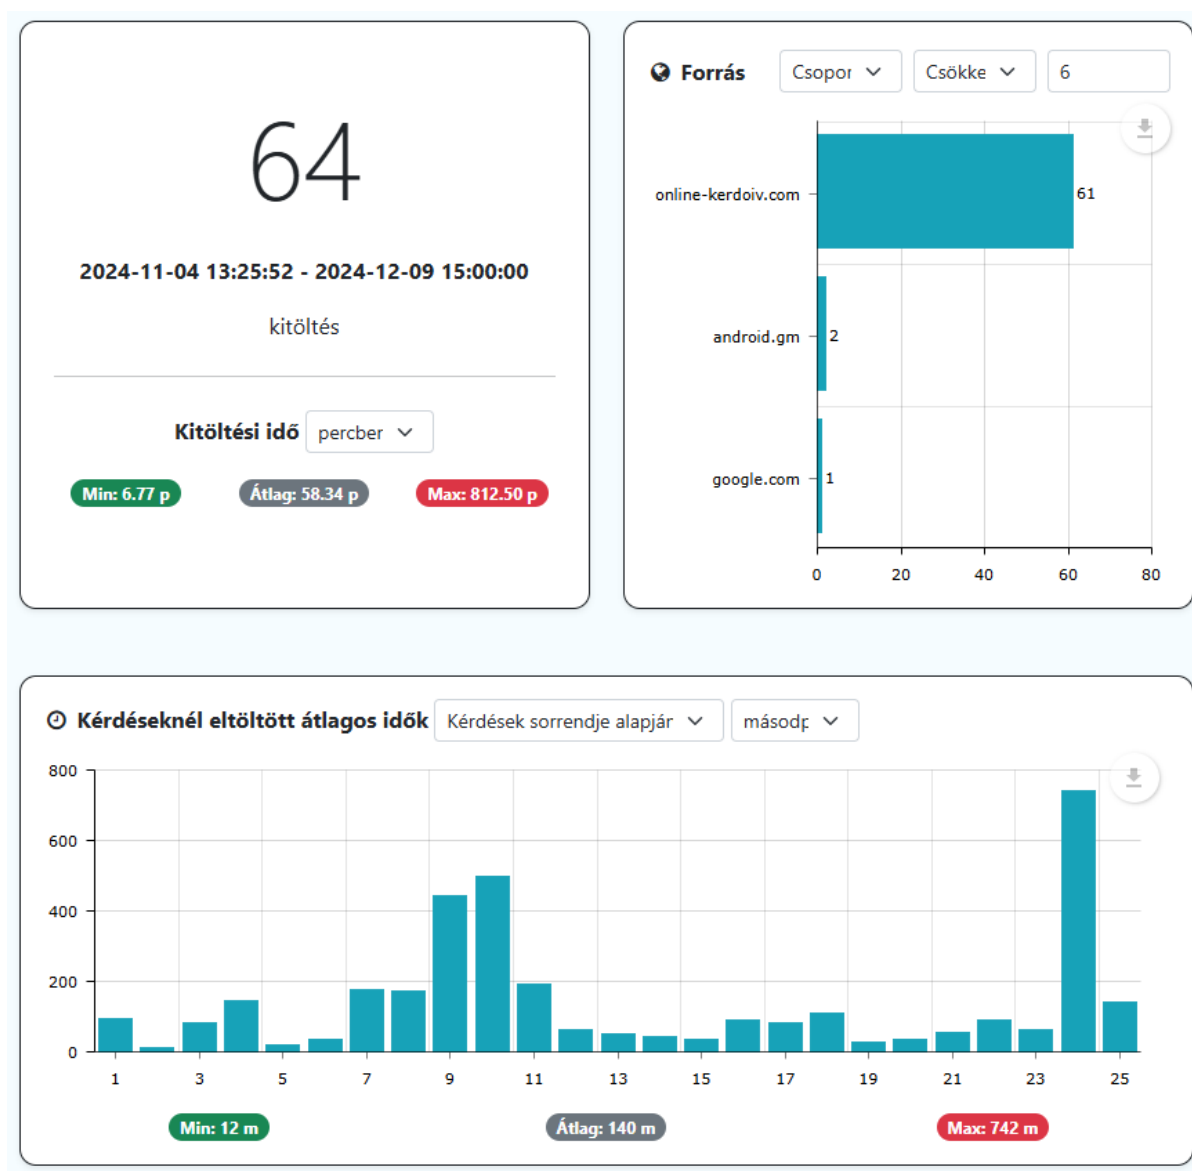 64
2024-11-04 13:25:52 - 2024-12-09 15:00:00
kitöltés
Kitöltési idő percber
Min: 6.77 p Átlag: 58.34 p Max: 812.50 p
Forrás Csopor Csökke 6
online-kerdoiv.com 61
android.gm 2
google.com 1
0 20 40 60 80
Kérdéseknél eltöltött átlagos idők Kérdések sorrendje alapján másodp
800
600
400
200
0
1 3 5 7 9 11 13 15 17 19 21 23 25
Min: 12 m Átlag: 140 m Max: 742 m